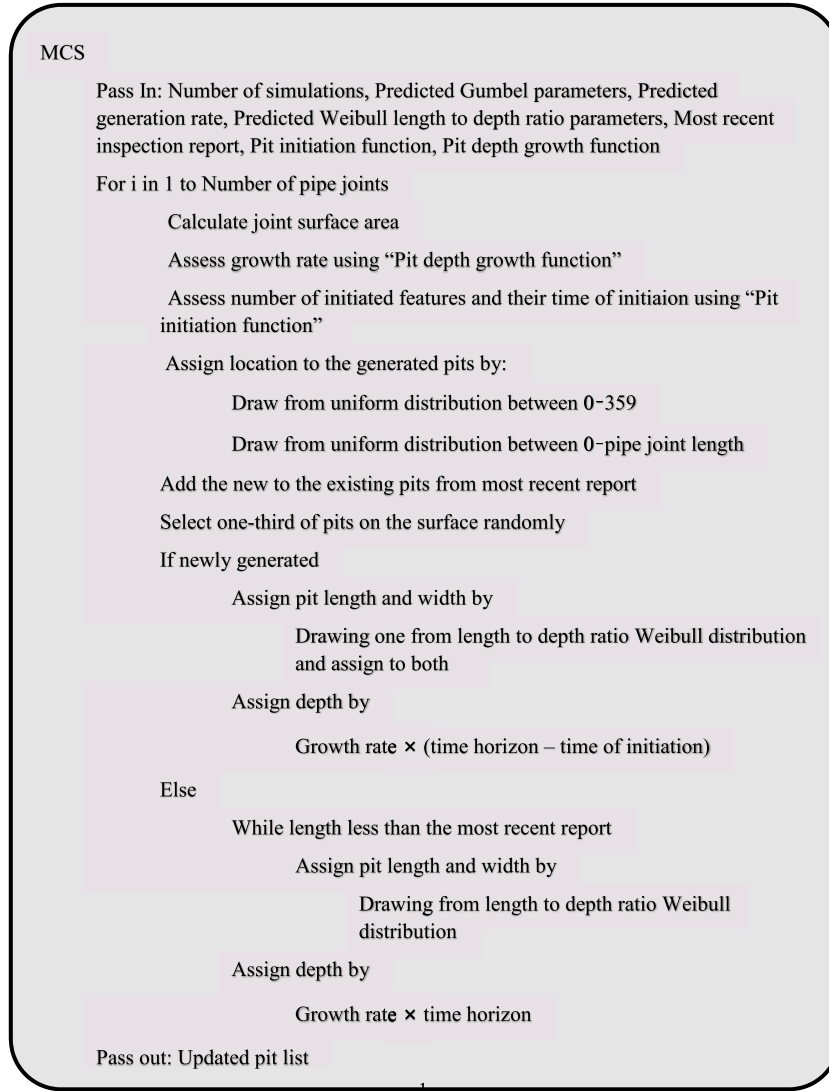 MCS
Pass In: Number of simulations, Predicted Gumbel parameters, Predicted
generation rate, Predicted Weibull length to depth ratio parameters, Most recent
inspection report, Pit initiation function, Pit depth growth function
For i in 1 to Number of pipe joints
Calculate joint surface area
Assess growth rate using “Pit depth growth function”
Assess number of initiated features and their time of initiaion using “Pit
initiation function”
Assign location to the generated pits by:
Draw from uniform distribution between 0-359
Draw from uniform distribution between 0-pipe joint length
Add the new to the existing pits from most recent report
Select one-third of pits on the surface randomly
If newly generated
Assign pit length and width by
Drawing one from length to depth ratio Weibull distribution
and assign to both
Assign depth by
Growth rate × (time horizon – time of initiation)
Else
While length less than the most recent report
Assign pit length and width by
Drawing from length to depth ratio Weibull
distribution
Assign depth by
Growth rate × time horizon
Pass out: Updated pit list